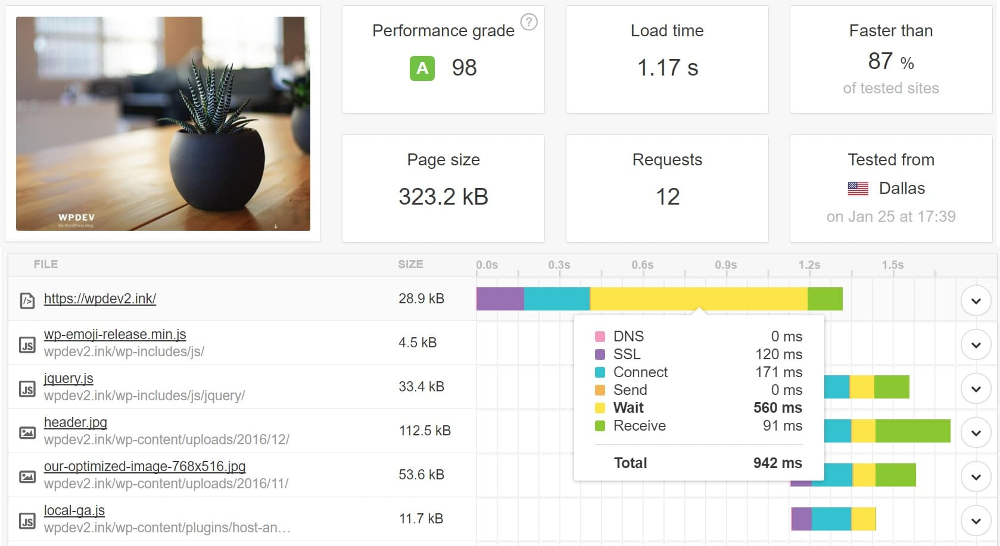 WPDEV
My WordPress Blog
Performance grade ?
A 98
Load time
1.17 s
Faster than
87 %
of tested sites
Page size
323.2 kB
Requests
12
Tested from
Dallas
on Jan 25 at 17:39
FILE SIZE 0.0s 0.3s 0.6s 0.9s 1.2s 1.5s
</> https://wpdev2.ink/ 28.9 kB
wp-emoji-release.min.js
JS 4.5 kB
wpdev2.ink/wp-includes/js/
jquery.js
JS 33.4 kB
wpdev2.ink/wp-includes/js/jquery/
header.jpg
112.5 kB
wpdev2.ink/wp-content/uploads/2016/12/
our-optimized-image-768x516.jpg
53.6 kB
wpdev2.ink/wp-content/uploads/2016/11/
local-ga.js
JS 11.7 kB
wpdev2.ink/wp-content/plugins/host-an…
DNS 0 ms
SSL 120 ms
Connect 171 ms
Send 0 ms
Wait 560 ms
Receive 91 ms
Total 942 ms